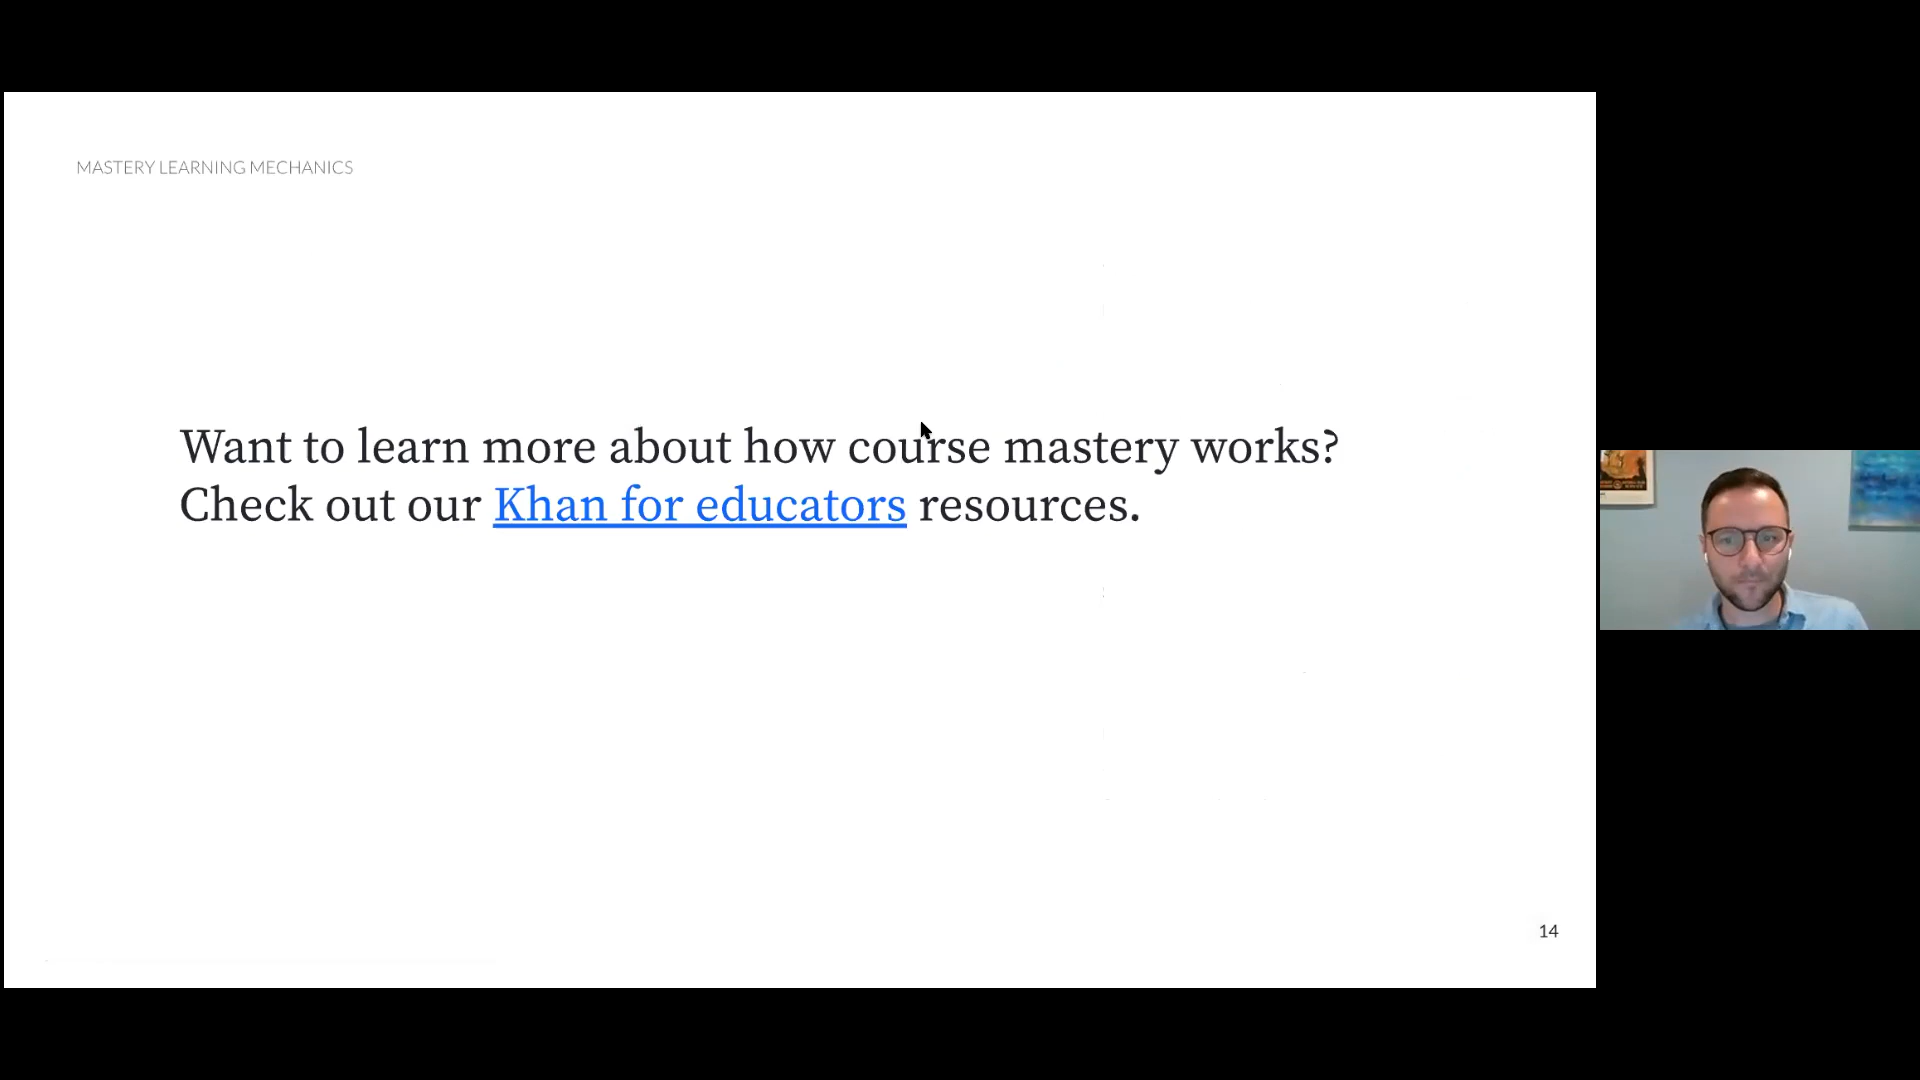 MASTERY LEARNING MECHANICS
Want to learn more about how course mastery works?
Check out our Khan for educators resources.
14